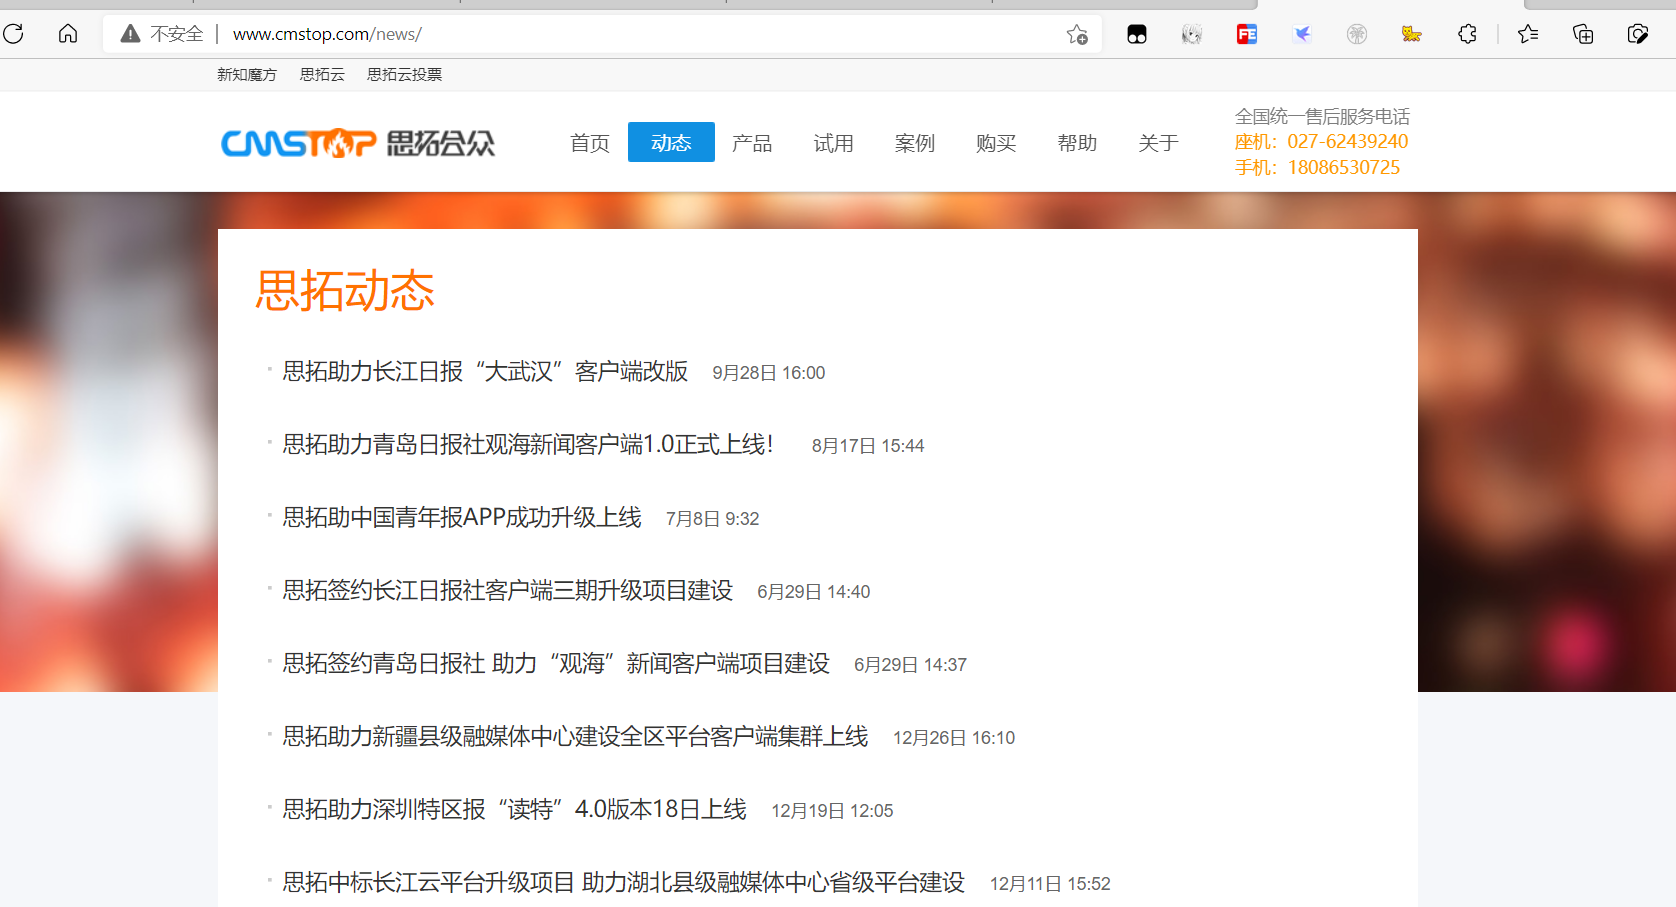 不安全 | www.cmstop.com/news/
新知魔方 思拓云 思拓云投票
CMSTOP 思拓合众
首页 动态 产品 试用 案例 购买 帮助 关于
全国统一售后服务电话
座机：027-62439240
手机：18086530725
思拓动态
思拓助力长江日报“大武汉”客户端改版 9月28日 16:00
思拓助力青岛日报社观海新闻客户端1.0正式上线！ 8月17日 15:44
思拓助中国青年报APP成功升级上线 7月8日 9:32
思拓签约长江日报社客户端三期升级项目建设 6月29日 14:40
思拓签约青岛日报社 助力“观海”新闻客户端项目建设 6月29日 14:37
思拓助力新疆县级融媒体中心建设全区平台客户端集群上线 12月26日 16:10
思拓助力深圳特区报“读特”4.0版本18日上线 12月19日 12:05
思拓中标长江云平台升级项目 助力湖北县级融媒体中心省级平台建设 12月11日 15:52